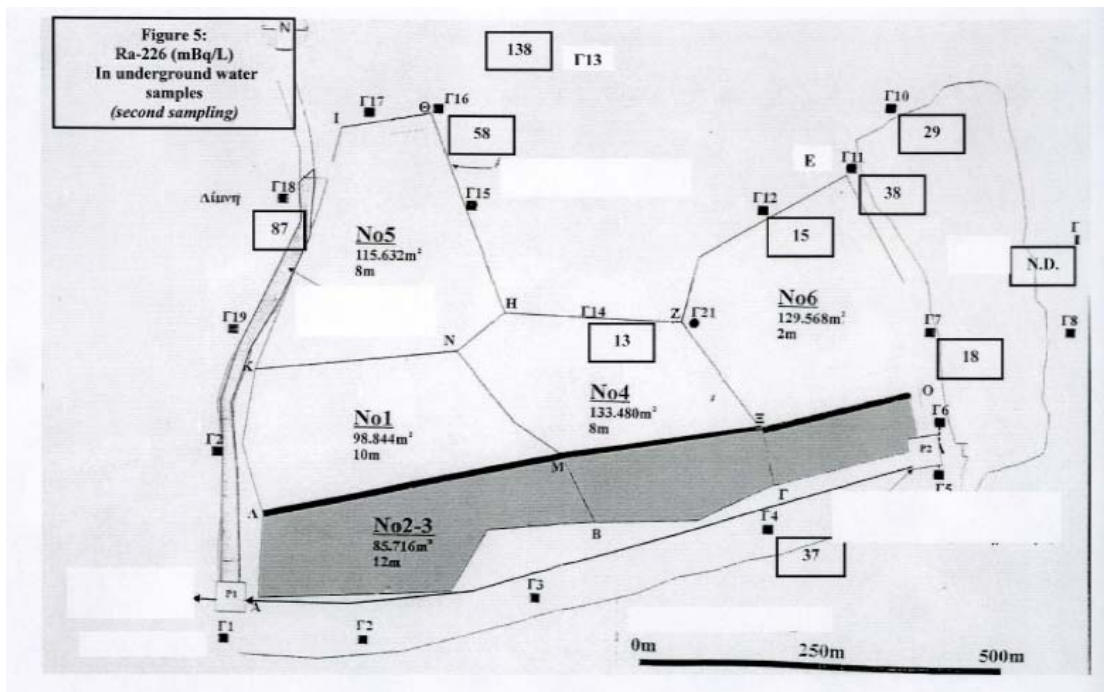 Figure 5:
Ra-226 (mBq/L)
In underground water
samples
(second sampling)
N
138
Γ13
Γ17
Θ
Γ16
Ι
58
Γ10
29
Ε
Γ11
38
Γ18
Λίμνη
87
Γ15
Γ12
15
No5
115.632m²
8m
N.D.
No6
129.568m²
2m
Η
Γ14
Ζ
Γ21
13
Γ19
Γ7
Γ8
18
Κ
Ν
No4
133.480m²
8m
No1
98.844m²
10m
Ο
Γ6
Ξ
P2
Γ2
Μ
Γ5
Λ
Γ
No2-3
85.716m²
12m
Β
Γ4
37
P1
Α
Γ3
Γ1
Γ2
0m 250m 500m